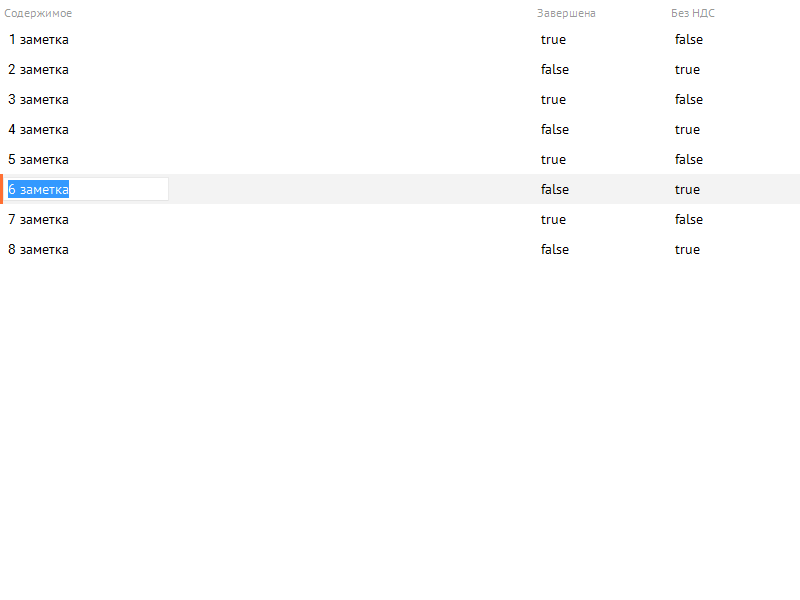 Содержимое Завершена Без НДС
1 заметка true false
2 заметка false true
3 заметка true false
4 заметка false true
5 заметка true false
6 заметка false true
7 заметка true false
8 заметка false true